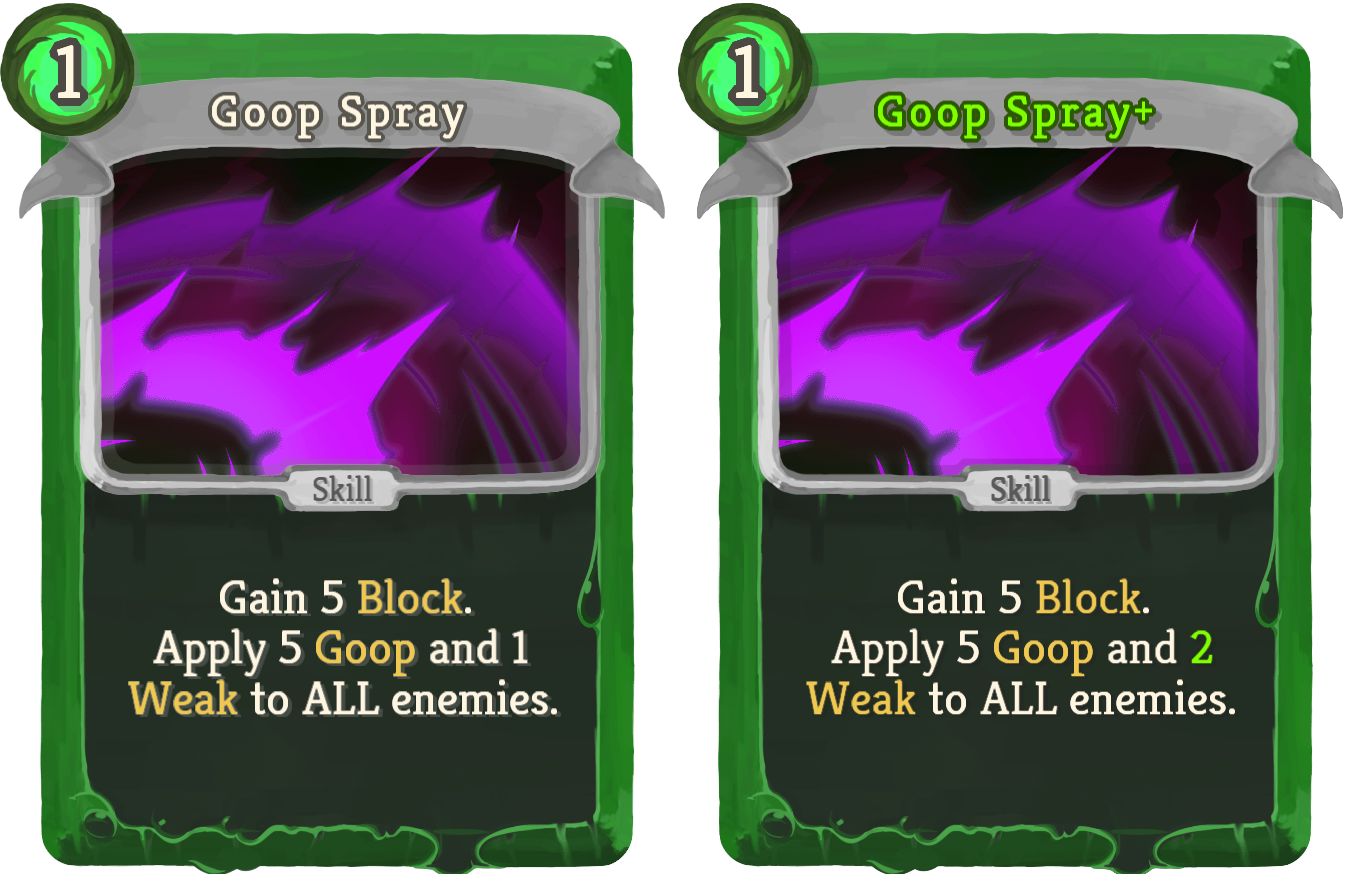 1
Goop Spray
Skill
Gain 5 Block.
Apply 5 Goop and 1
Weak to ALL enemies.
1
Goop Spray+
Skill
Gain 5 Block.
Apply 5 Goop and 2
Weak to ALL enemies.